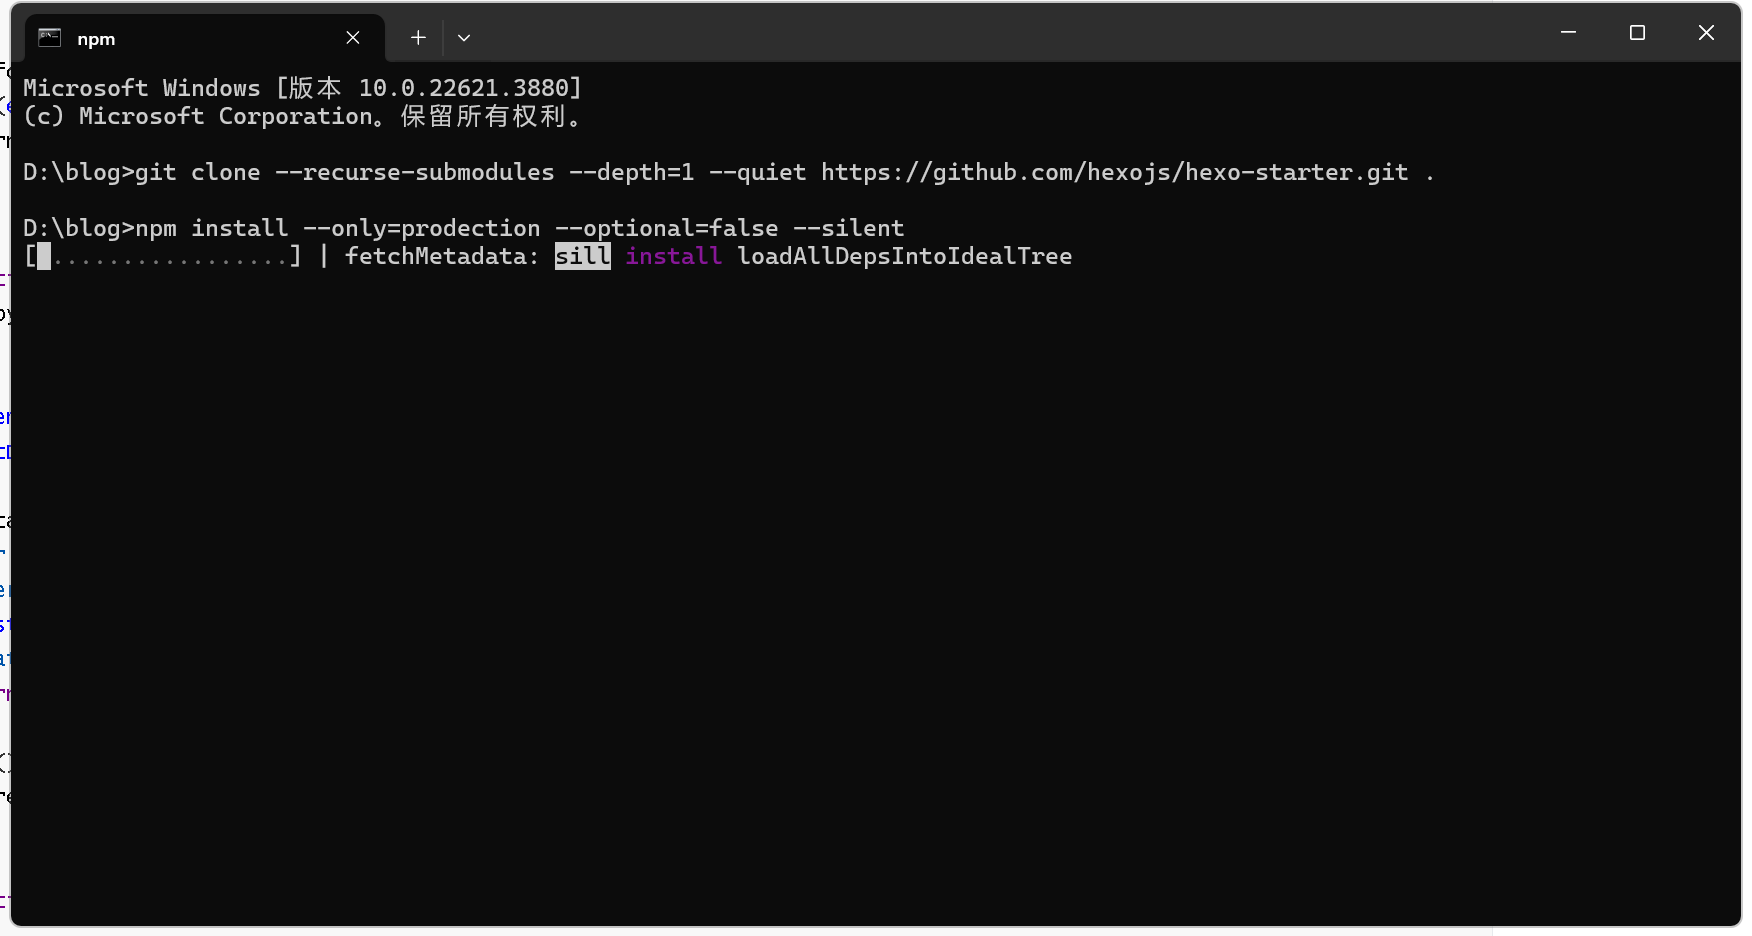 npm
Microsoft Windows [版本 10.0.22621.3880]
(c) Microsoft Corporation。保留所有权利。
D:\blog>git clone --recurse-submodules --depth=1 --quiet https://github.com/hexojs/hexo-starter.git .
D:\blog>npm install --only=prodection --optional=false --silent
[ .................] | fetchMetadata: sill install loadAllDepsIntoIdealTree